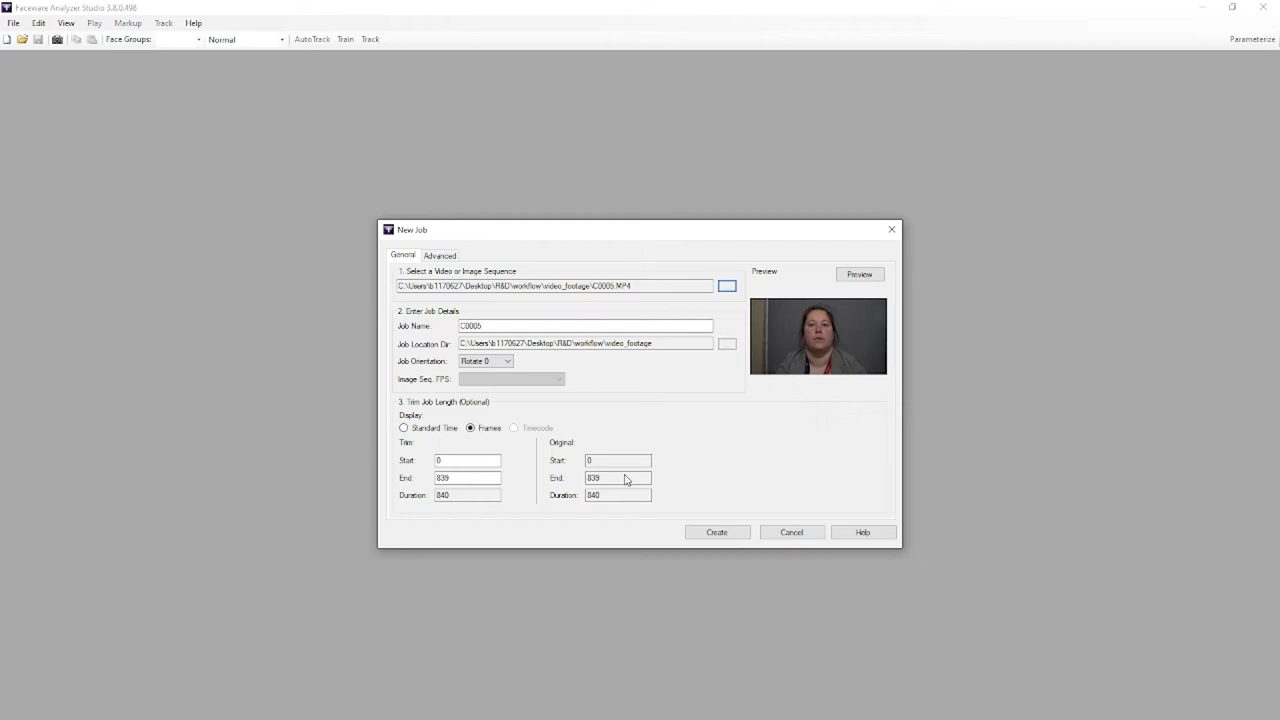 Faceware Analyzer Studio 3.8.0.498
File Edit View Play Markup Track Help
Face Groups: Normal AutoTrack Train Track Parameterize
New Job
General Advanced
1. Select a Video or Image Sequence
C:\Users\b1170627\Desktop\R&D\workflow\video_footage\C0005.MP4
Preview
Preview
2. Enter Job Details
Job Name: C0005
Job Location Dir: C:\Users\b1170627\Desktop\R&D\workflow\video_footage
Job Orientation: Rotate 0
Image Seq. FPS:
3. Trim Job Length (Optional)
Display:
Standard Time Frames Timecode
Trim: Original:
Start: 0 Start: 0
End: 839 End: 839
Duration: 840 Duration: 840
Create Cancel Help